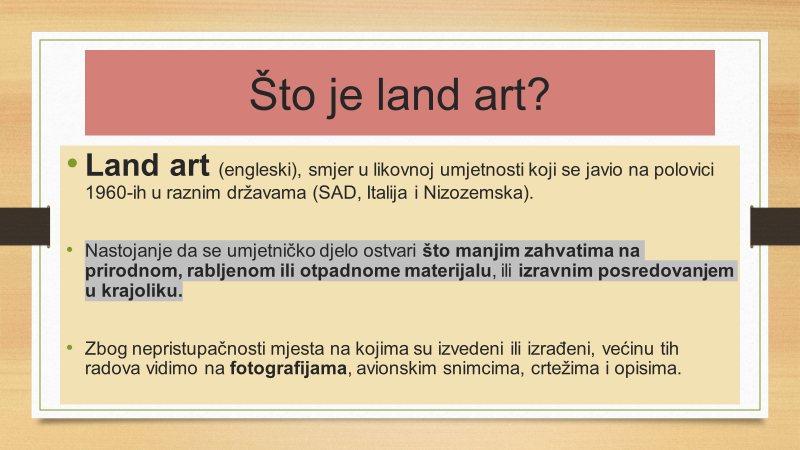 Što je land art?
• Land art (engleski), smjer u likovnoj umjetnosti koji se javio na polovici
1960-ih u raznim državama (SAD, Italija i Nizozemska).
• Nastojanje da se umjetničko djelo ostvari što manjim zahvatima na
prirodnom, rabljenom ili otpadnome materijalu, ili izravnim posredovanjem
u krajoliku.
• Zbog nepristupačnosti mjesta na kojima su izvedeni ili izrađeni, većinu tih
radova vidimo na fotografijama, avionskim snimcima, crtežima i opisima.